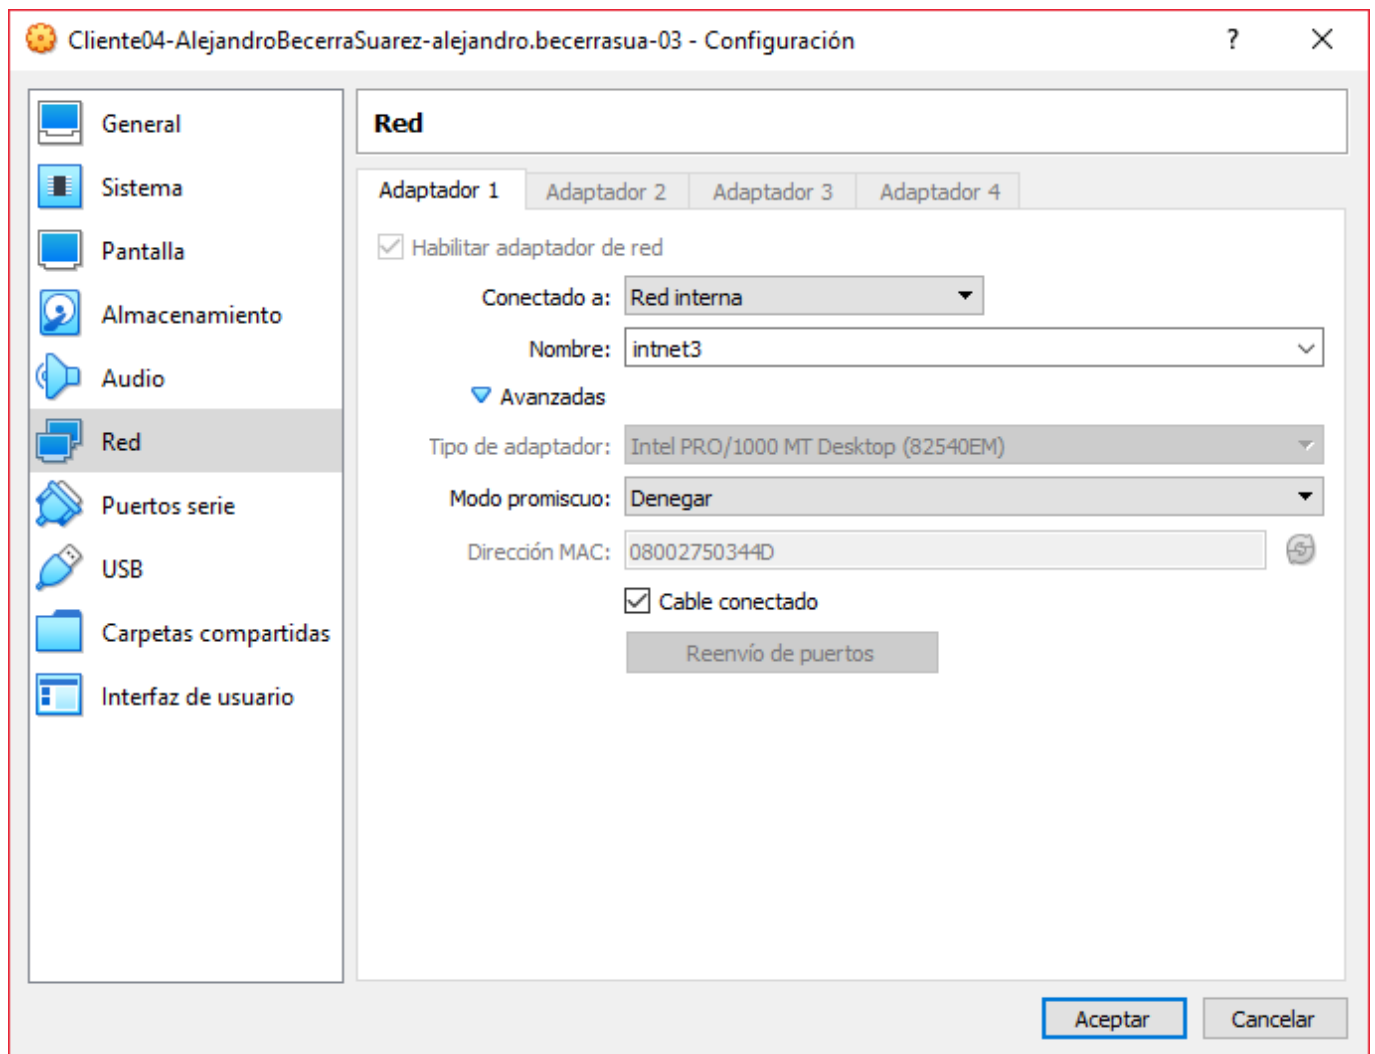 Cliente04-AlejandroBecerraSuarez-alejandro.becerrasua-03 - Configuración
?
General
Sistema
Pantalla
Almacenamiento
Audio
Red
Puertos serie
USB
Carpetas compartidas
Interfaz de usuario
Red
Adaptador 1 Adaptador 2 Adaptador 3 Adaptador 4
Habilitar adaptador de red
Conectado a: Red interna
Nombre: intnet3
Avanzadas
Tipo de adaptador: Intel PRO/1000 MT Desktop (82540EM)
Modo promiscuo: Denegar
Dirección MAC: 08002750344D
Cable conectado
Reenvío de puertos
Aceptar Cancelar